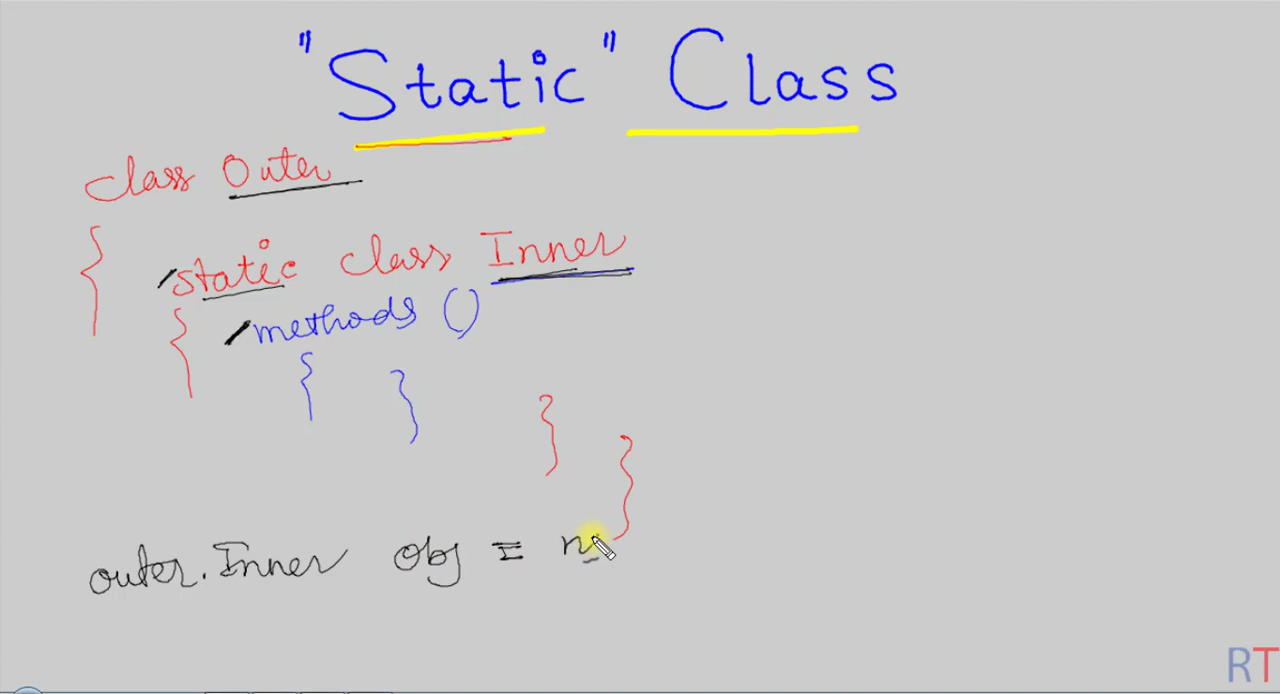 "Static" Class
class Outer
{
static class Inner
{
methods ()
{ }
}
}
outer.Inner obj = n
RT